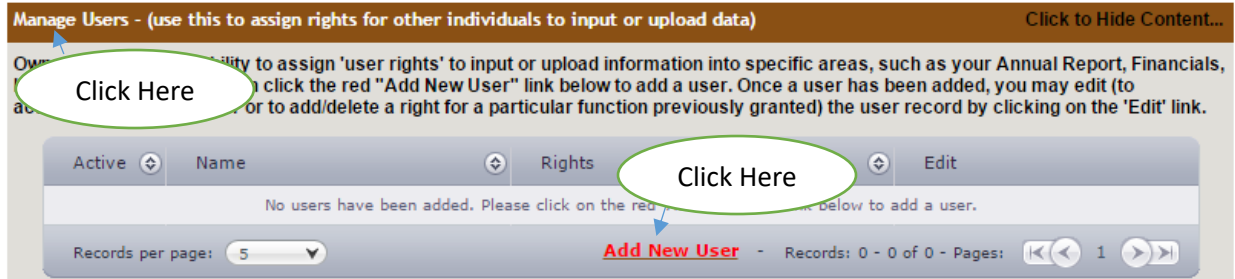 Manage Users - (use this to assign rights for other individuals to input or upload data) Click to Hide Content...
to assign 'user rights' to input or upload information into specific areas, such as your Annual Report, Financials,
Click Here
click the red "Add New User" link below to add a user. Once a user has been added, you may edit (to
or to add/delete a right for a particular function previously granted) the user record by clicking on the 'Edit' link.
Active Name Rights Edit
Click Here
No users have been added. Please click on the red below to add a user.
Records per page: 5 Add New User - Records: 0 - 0 of 0 - Pages: 1